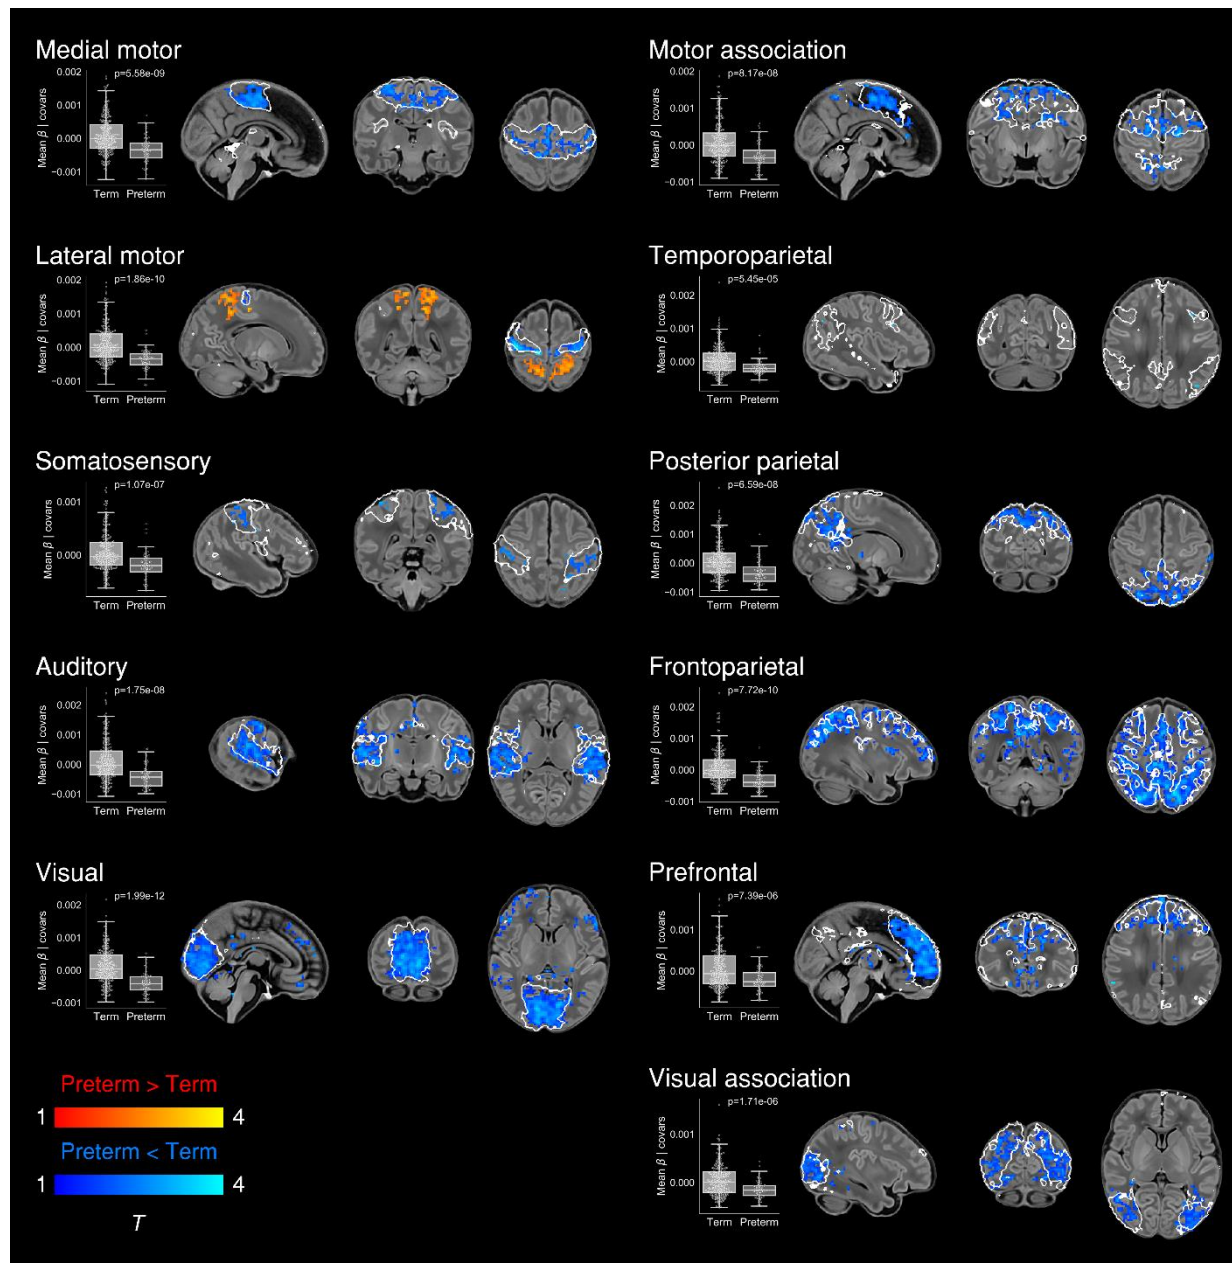 Medial motor
p=5.58e-09
0.002
0.001
0.000
−0.001
Mean β | covars
Term Preterm
Motor association
p=8.17e-08
0.002
0.001
0.000
−0.001
Mean β | covars
Term Preterm
Lateral motor
p=1.86e-10
0.002
0.001
0.000
−0.001
Mean β | covars
Term Preterm
Temporoparietal
p=5.45e-05
0.002
0.001
0.000
Mean β | covars
Term Preterm
Somatosensory
p=1.07e-07
0.001
0.000
Mean β | covars
Term Preterm
Posterior parietal
p=6.59e-08
0.002
0.001
0.000
−0.001
Mean β | covars
Term Preterm
Auditory
p=1.75e-08
0.002
0.001
0.000
−0.001
Mean β | covars
Term Preterm
Frontoparietal
p=7.72e-10
0.002
0.001
0.000
−0.001
Mean β | covars
Term Preterm
Visual
p=1.99e-12
0.002
0.001
0.000
−0.001
Mean β | covars
Term Preterm
Prefrontal
p=7.39e-06
0.001
0.000
Mean β | covars
Term Preterm
Visual association
p=1.71e-06
0.001
0.000
Mean β | covars
Term Preterm
Preterm > Term
1 4
Preterm < Term
1 4
T